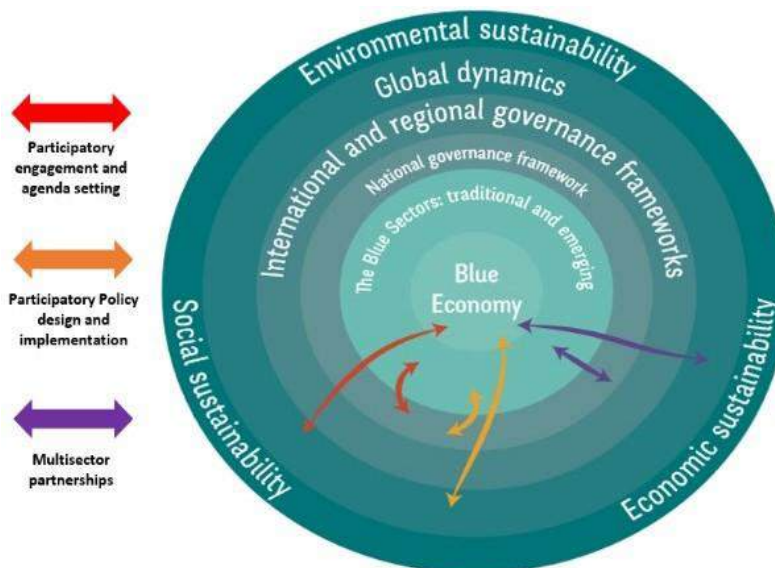 Participatory
engagement and
agenda setting
Participatory Policy
design and
implementation
Multisector
partnerships
Environmental sustainability
Global dynamics
International and regional governance frameworks
National governance framework
The Blue Sectors: traditional and emerging
Blue
Economy
Social sustainability
Economic sustainability